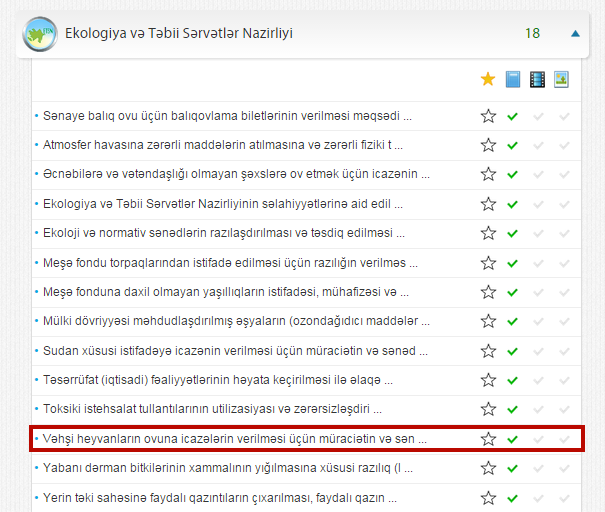 Ekologiya və Təbii Sərvətlər Nazirliyi 18
Sənaye balıq ovu üçün balıqovlama biletlərinin verilməsi məqsədi ...
Atmosfer havasına zərərli maddələrin atılmasına və zərərli fiziki t ...
Əcnəbilərə və vətəndaşlığı olmayan şəxslərə ov etmək üçün icazənin ...
Ekologiya və Təbii Sərvətlər Nazirliyinin səlahiyyətlərinə aid edil ...
Ekoloji və normativ sənədlərin razılaşdırılması və təsdiq edilməsi ...
Meşə fondu torpaqlarından istifadə edilməsi üçün razılığın verilməs ...
Meşə fonduna daxil olmayan yaşıllıqların istifadəsi, mühafizəsi və ...
Mülki dövriyyəsi məhdudlaşdırılmış əşyaların (ozondağıdıcı maddələr ...
Sudan xüsusi istifadəyə icazənin verilməsi üçün müraciətin və sənəd ...
Təsərrüfat (iqtisadi) fəaliyyətlərinin həyata keçirilməsi ilə əlaqə ...
Toksiki istehsalat tullantılarının utilizasiyası və zərərsizləşdiri ...
Vəhşi heyvanların ovuna icazələrin verilməsi üçün müraciətin və sən ...
Yabanı dərman bitkilərinin xammalının yığılmasına xüsusi razılıq (l ...
Yerin təki sahəsinə faydalı qazıntıların çıxarılması, faydalı qazın ...